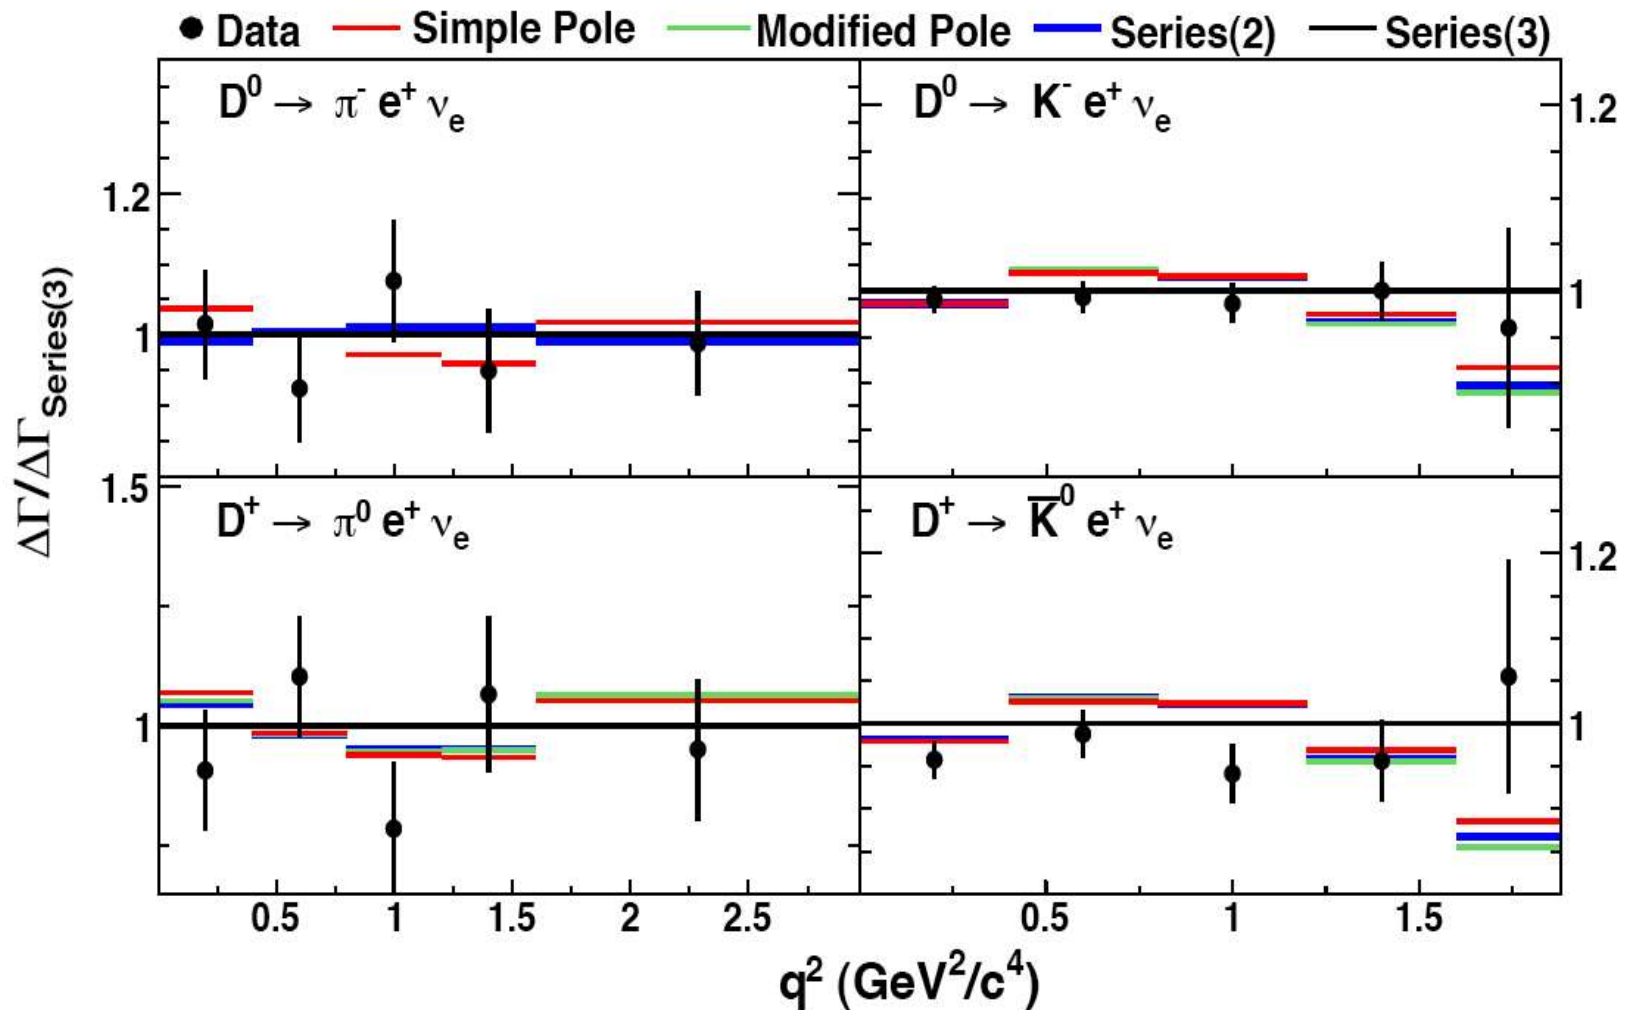 Data Simple Pole Modified Pole Series(2) Series(3)
D⁰ → π⁻ e⁺ νₑ
D⁰ → K⁻ e⁺ νₑ
1.2
1.2
1
1
ΔΓ/ΔΓ Series(3)
1.5
D⁺ → π⁰ e⁺ νₑ
D⁺ → K̅⁰ e⁺ νₑ
1.2
1
1
0.5 1 1.5 2 2.5 0.5 1 1.5
q² (GeV²/c⁴)